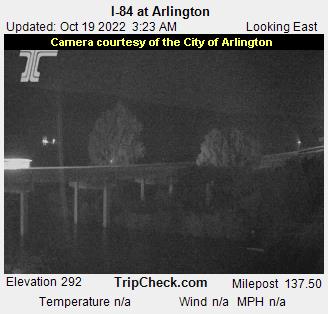 I-84 at Arlington
Updated: Oct 19 2022 3:23 AM Looking East
Camera courtesy of the City of Arlington
Elevation 292 TripCheck.com Milepost 137.50
Temperature n/a Wind n/a MPH n/a